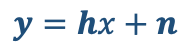 y = hx + n